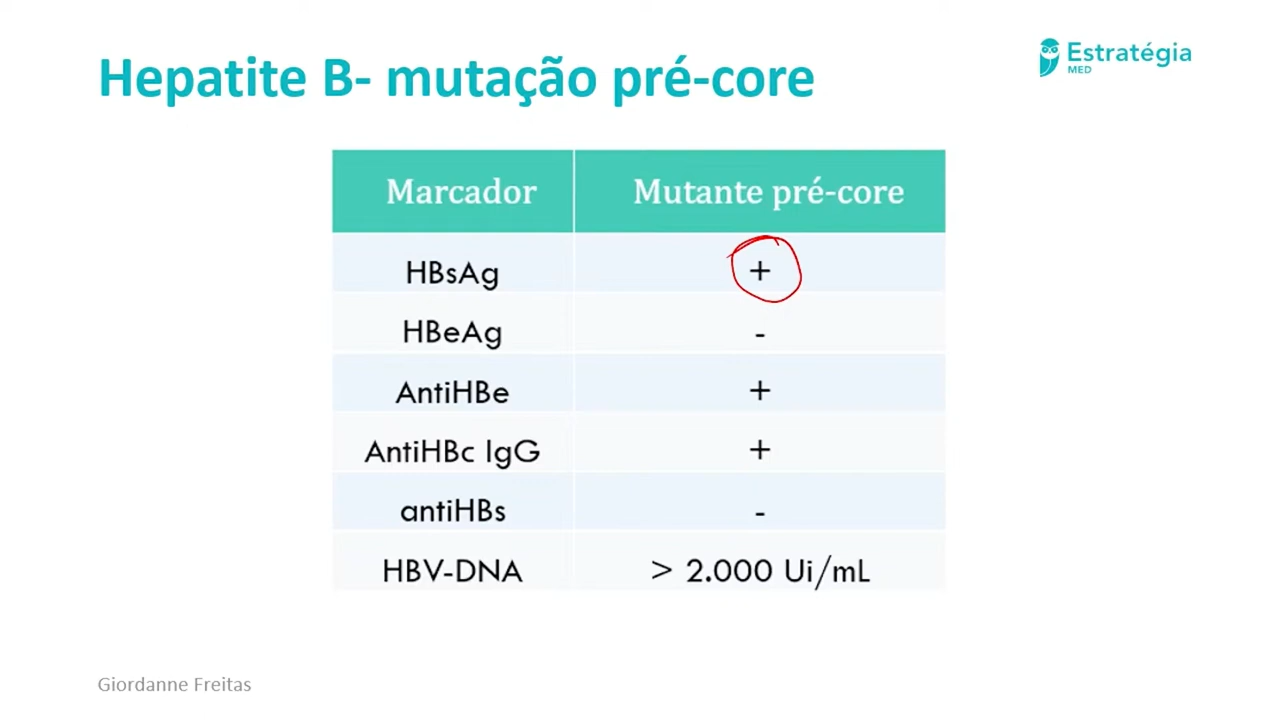 Hepatite B- mutação pré-core
Estratégia
MED
Marcador Mutante pré-core
HBsAg +
HBeAg -
AntiHBe +
AntiHBc IgG +
antiHBs -
HBV-DNA > 2.000 Ui/mL
Giordanne Freitas